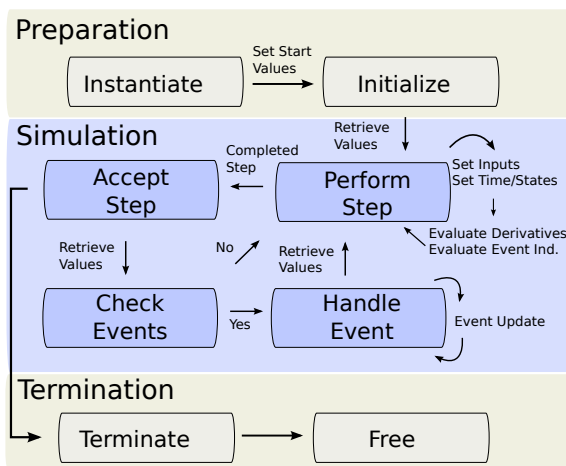 Preparation
Set Start
Values
Instantiate
Initialize
Simulation
Retrieve
Values
Completed
Step
Accept
Step
Perform
Step
Set Inputs
Set Time/States
Evaluate Derivatives
Evaluate Event Ind.
Retrieve
Values
No
Retrieve
Values
Check
Events
Yes
Handle
Event
Event Update
Termination
Terminate
Free